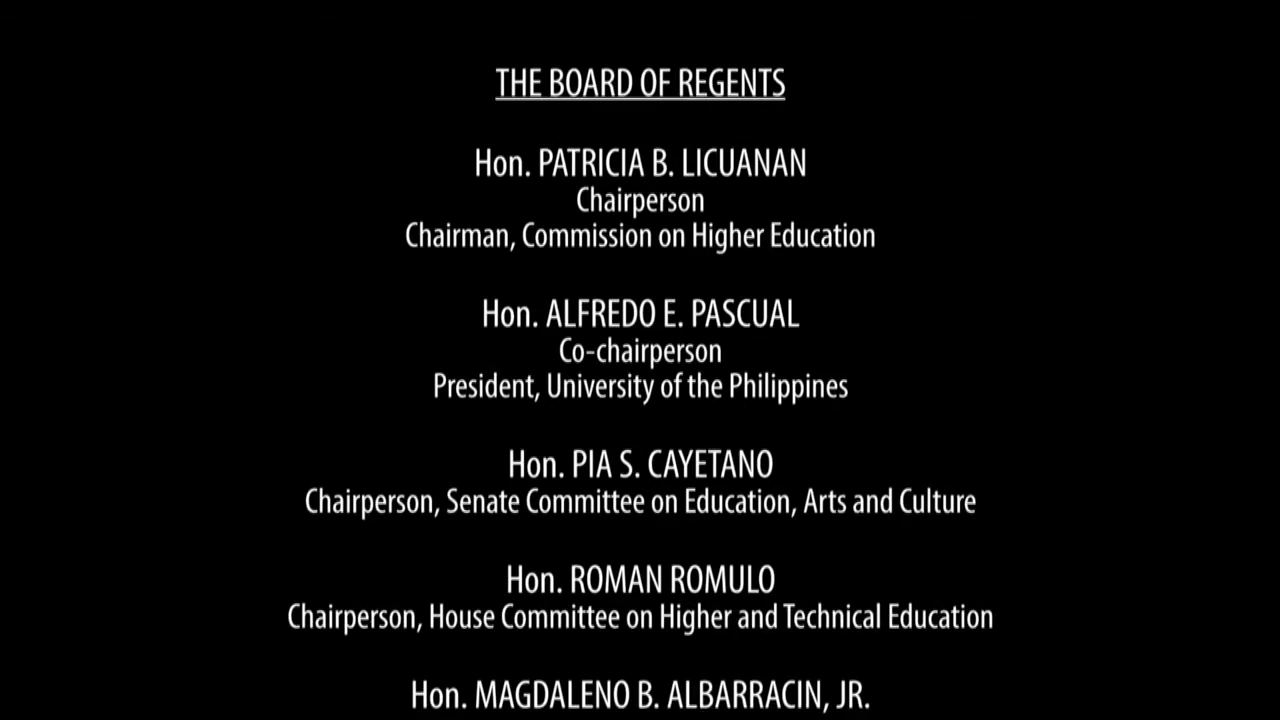 THE BOARD OF REGENTS
Hon. PATRICIA B. LICUANAN
Chairperson
Chairman, Commission on Higher Education
Hon. ALFREDO E. PASCUAL
Co-chairperson
President, University of the Philippines
Hon. PIA S. CAYETANO
Chairperson, Senate Committee on Education, Arts and Culture
Hon. ROMAN ROMULO
Chairperson, House Committee on Higher and Technical Education
Hon. MAGDALENO B. ALBARRACIN, JR.